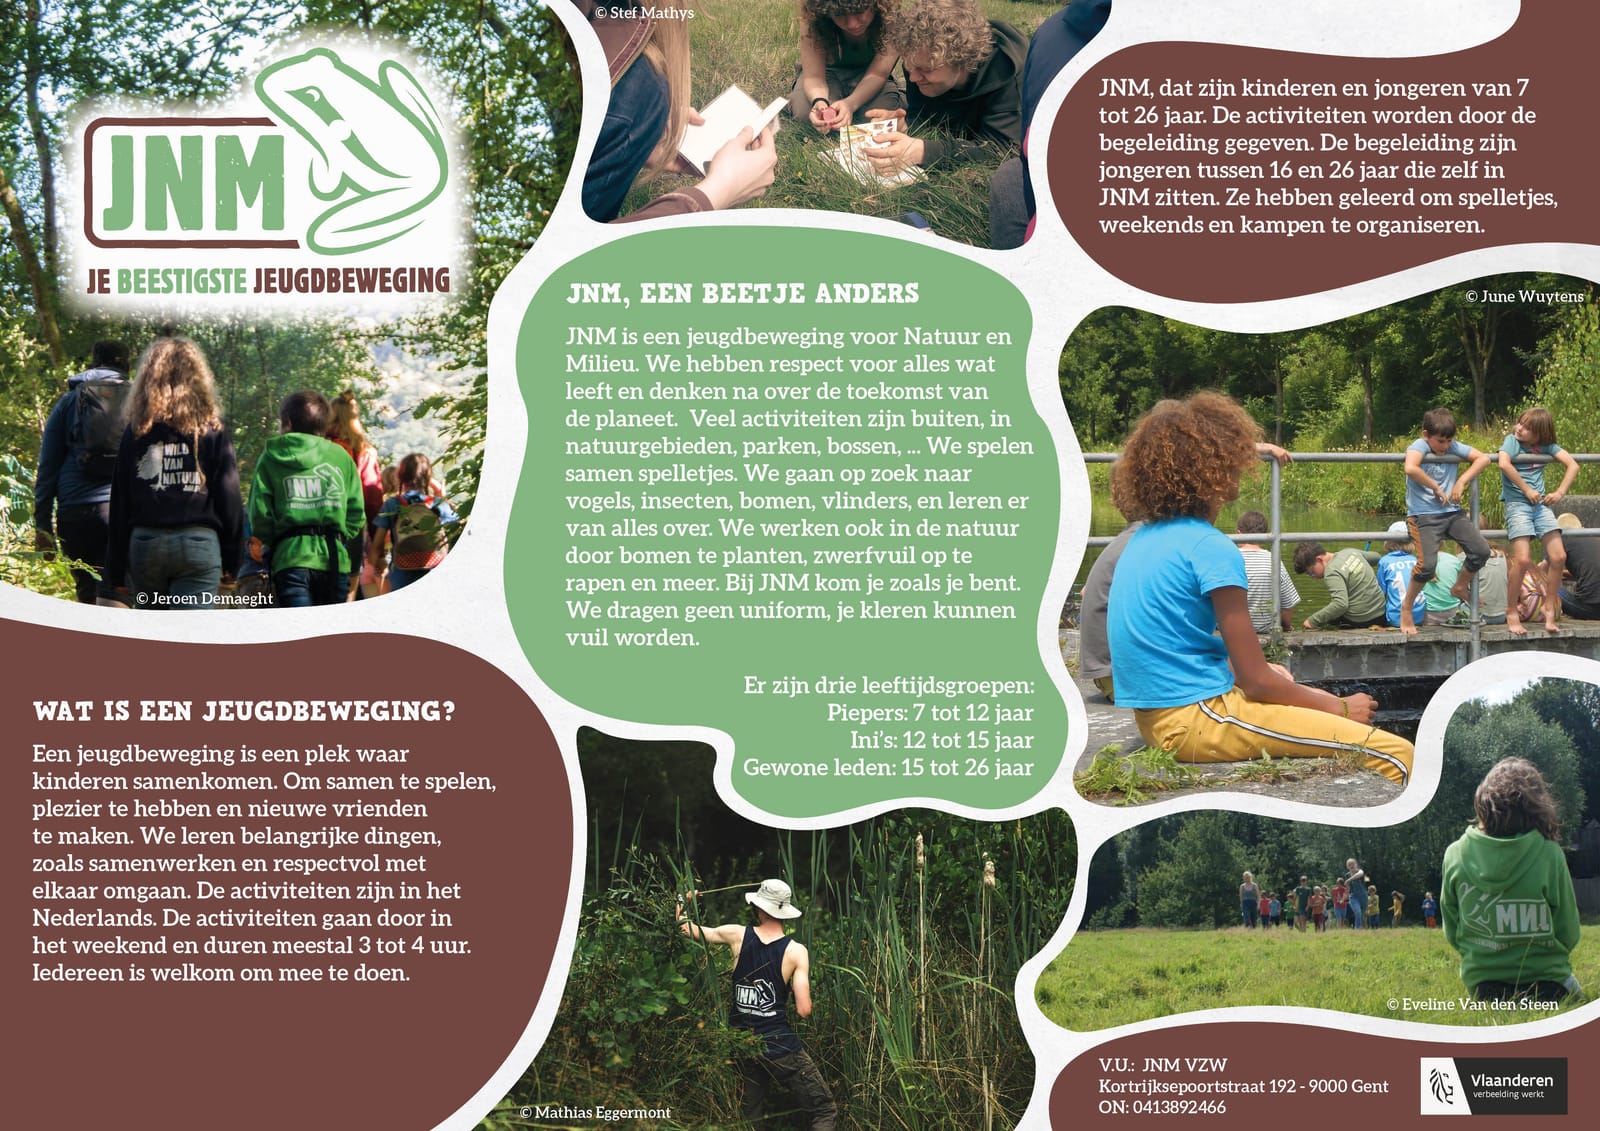 © Stef Mathys
JNM
JE BEESTIGSTE JEUGDBEWEGING
WILD
VAN
NATUUR
JNM
© Jeroen Demaeght
WAT IS EEN JEUGDBEWEGING?
Een jeugdbeweging is een plek waar
kinderen samenkomen. Om samen te spelen,
plezier te hebben en nieuwe vrienden
te maken. We leren belangrijke dingen,
zoals samenwerken en respectvol met
elkaar omgaan. De activiteiten zijn in het
Nederlands. De activiteiten gaan door in
het weekend en duren meestal 3 tot 4 uur.
Iedereen is welkom om mee te doen.
JNM, EEN BEETJE ANDERS
JNM is een jeugdbeweging voor Natuur en
Milieu. We hebben respect voor alles wat
leeft en denken na over de toekomst van
de planeet.  Veel activiteiten zijn buiten, in
natuurgebieden, parken, bossen, ... We spelen
samen spelletjes. We gaan op zoek naar
vogels, insecten, bomen, vlinders, en leren er
van alles over. We werken ook in de natuur
door bomen te planten, zwerfvuil op te
rapen en meer. Bij JNM kom je zoals je bent.
We dragen geen uniform, je kleren kunnen
vuil worden.
Er zijn drie leeftijdsgroepen:
Piepers: 7 tot 12 jaar
Ini's: 12 tot 15 jaar
Gewone leden: 15 tot 26 jaar
JNM
© Mathias Eggermont
JNM, dat zijn kinderen en jongeren van 7
tot 26 jaar. De activiteiten worden door de
begeleiding gegeven. De begeleiding zijn
jongeren tussen 16 en 26 jaar die zelf in
JNM zitten. Ze hebben geleerd om spelletjes,
weekends en kampen te organiseren.
© June Wuytens
JNM
© Eveline Van den Steen
V.U.:  JNM VZW
Kortrijksepoortstraat 192 - 9000 Gent
ON: 0413892466
Vlaanderen
verbeelding werkt